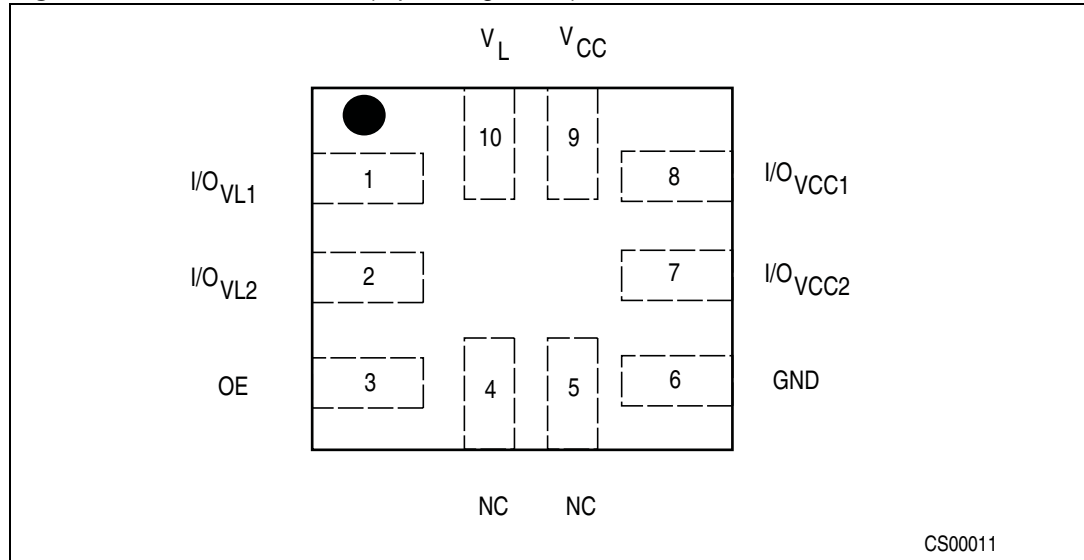 V_L V_CC
10 9
I/O_VL1 1 8 I/O_VCC1
I/O_VL2 2 7 I/O_VCC2
OE 3 4 5 6 GND
NC NC
CS00011